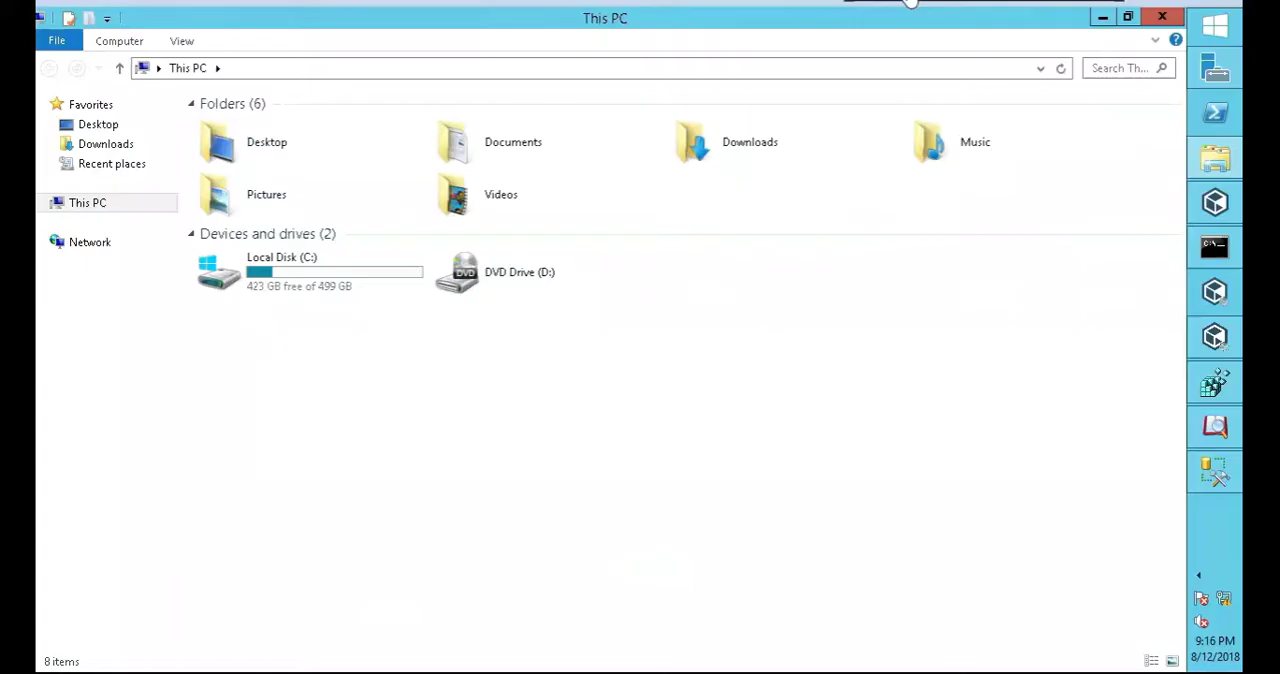 This PC
File Computer View
This PC
Search Th...
Favorites
Desktop
Downloads
Recent places
This PC
Network
Folders (6)
Desktop Documents Downloads Music
Pictures Videos
Devices and drives (2)
Local Disk (C:)
423 GB free of 499 GB
DVD
DVD Drive (D:)
8 items
C:\
9:16 PM
8/12/2018